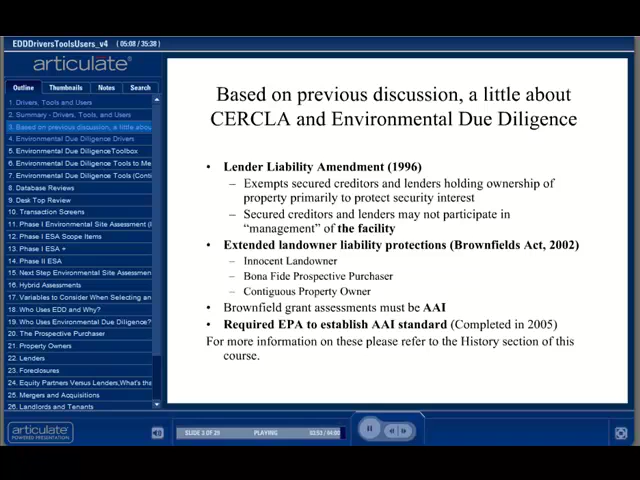 EDDDriversToolsUsers_v4 (05:08 / 35:38)
articulate®
Outline Thumbnails Notes Search
1. Drivers, Tools and Users
2. Summary - Drivers, Tools, and Users
3. Based on previous discussion, a little abou
4. Environmental Due Diligence Drivers
5. Environmental Due DiligenceToolbox
6. Environmental Due Diligence Tools to Me
7. Environmental Due Diligence Tools (Conti
8. Database Reviews
9. Desk Top Review
10. Transaction Screens
11. Phase I Environmental Site Assessment (I
12. Phase I ESA Scope Items
13. Phase I ESA +
14. Phase II ESA
15. Next Step Environmental Site Assessmen
16. Hybrid Assessments
17. Variables to Consider When Selecting an
18. Who Uses EDD and Why?
19. Who Uses Environmental Due Diligence?
20. The Prospective Purchaser
21. Property Owners
22. Lenders
23. Foreclosures
24. Equity Partners Versus Lenders,What's tha
25. Mergers and Acquisitions
26. Landlords and Tenants
Based on previous discussion, a little about
CERCLA and Environmental Due Diligence
• Lender Liability Amendment (1996)
– Exempts secured creditors and lenders holding ownership of
property primarily to protect security interest
– Secured creditors and lenders may not participate in
“management” of the facility
• Extended landowner liability protections (Brownfields Act, 2002)
– Innocent Landowner
– Bona Fide Prospective Purchaser
– Contiguous Property Owner
• Brownfield grant assessments must be AAI
• Required EPA to establish AAI standard (Completed in 2005)
For more information on these please refer to the History section of this
course.
articulate®
POWERED PRESENTATION
SLIDE 3 OF 29 PLAYING